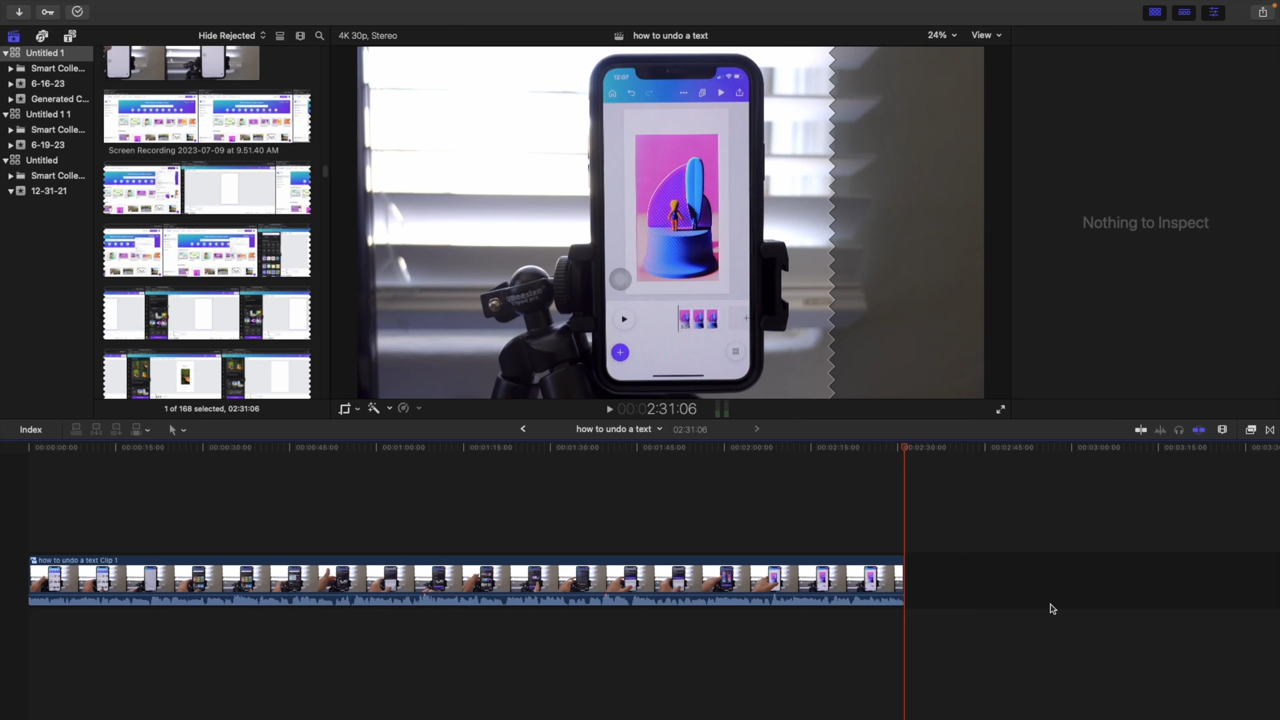 Hide Rejected
4K 30p, Stereo
how to undo a text
24%
View
Untitled 1
Smart Colle...
6-16-23
Generated C...
Untitled 1 1
Smart Colle...
6-19-23
Untitled
Smart Colle...
12-31-21
Screen Recording 2023-07-09 at 9.51.40 AM
12:07
Nothing to Inspect
1 of 168 selected, 02:31:06
00:00:02:31:06
Index
how to undo a text
02:31:06
00:00:00:00
00:00:15:00
00:00:30:00
00:00:45:00
00:01:00:00
00:01:15:00
00:01:30:00
00:01:45:00
00:02:00:00
00:02:15:00
00:02:30:00
00:02:45:00
00:03:00:00
00:03:15:00
00:03:3
how to undo a text Clip 1